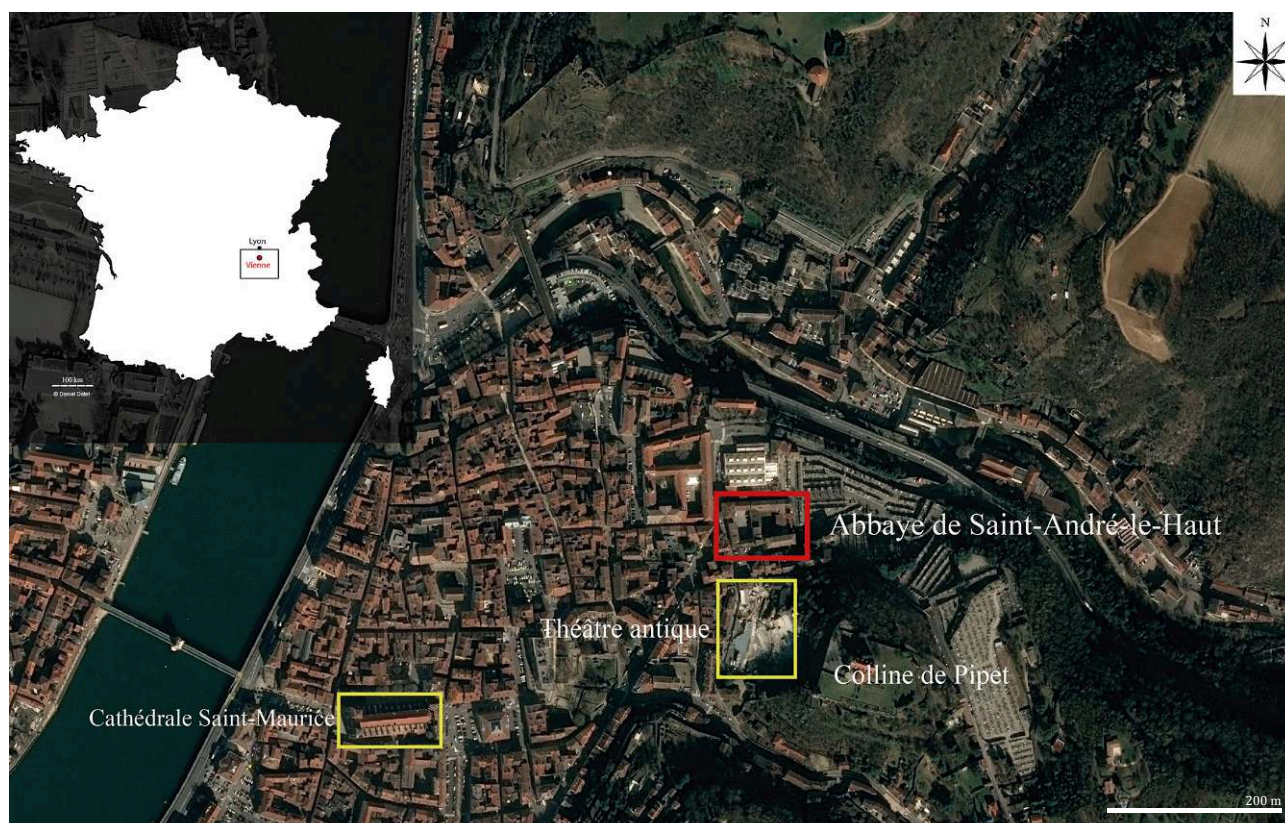 N
Lyon
Vienne
100 km
© Daniel Dalet
Abbaye de Saint-André-le-Haut
Théâtre antique
Colline de Pipet
Cathédrale Saint-Maurice
200 m